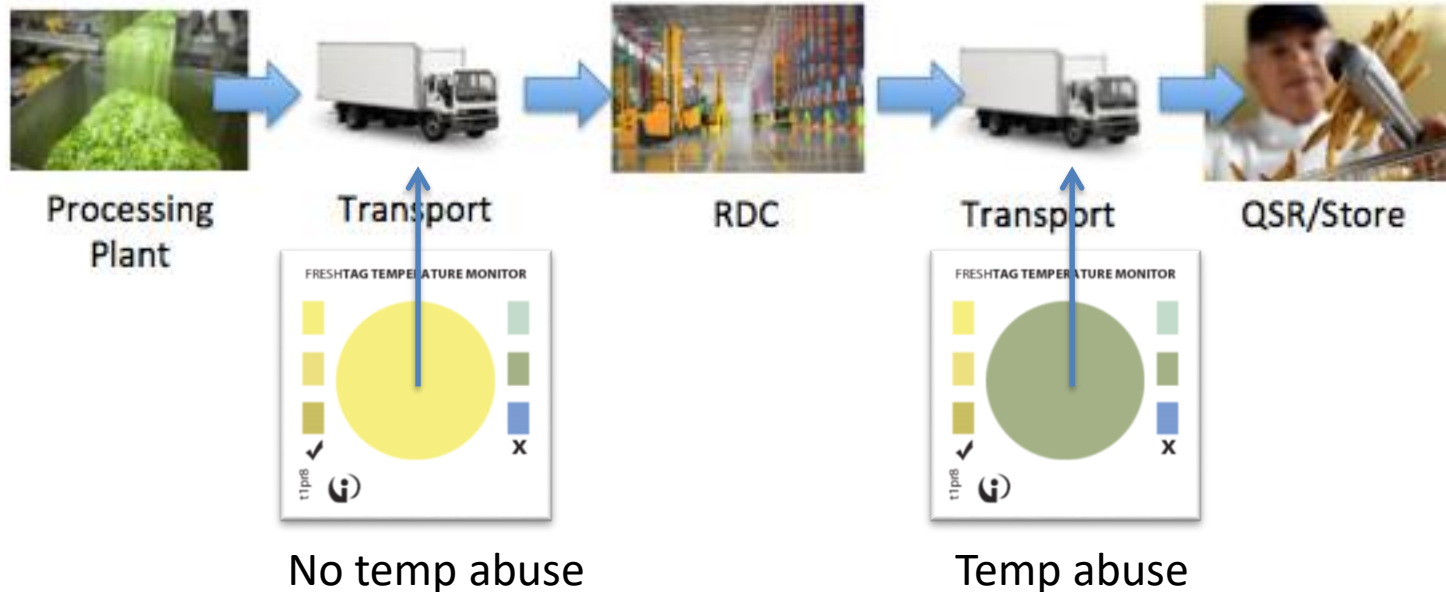 Processing
Plant
Transport
RDC
Transport
QSR/Store
FRESHTAG TEMPERATURE MONITOR
X
t1pr8
No temp abuse
FRESHTAG TEMPERATURE MONITOR
X
t1pr8
Temp abuse